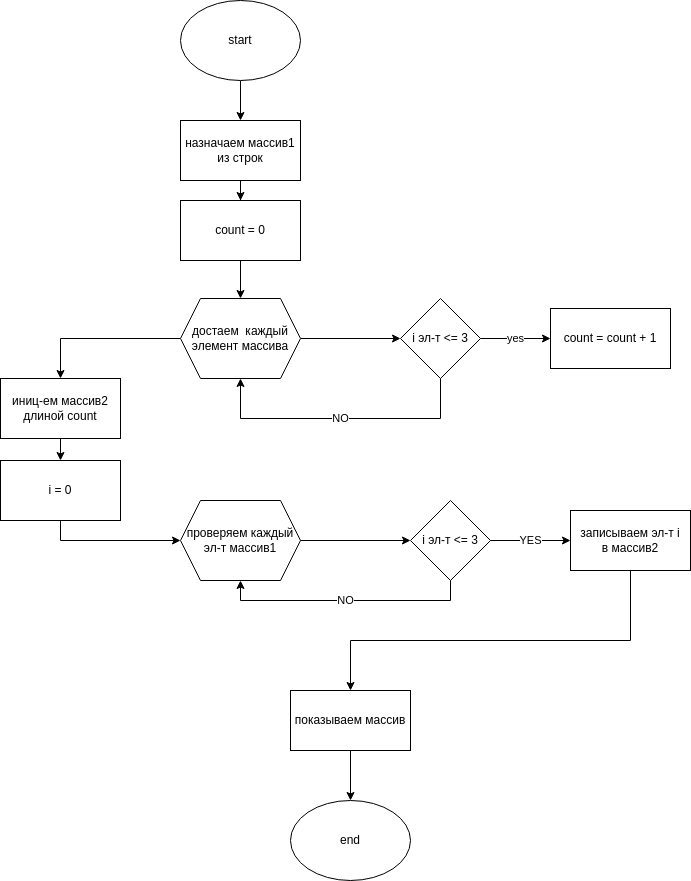 start
назначаем массив1
из строк
count = 0
достаем каждый
элемент массива
i эл-т <= 3
yes
count = count + 1
NO
иниц-ем массив2
длиной count
i = 0
проверяем каждый
эл-т массив1
i эл-т <= 3
YES
записываем эл-т i
в массив2
NO
показываем массив
end